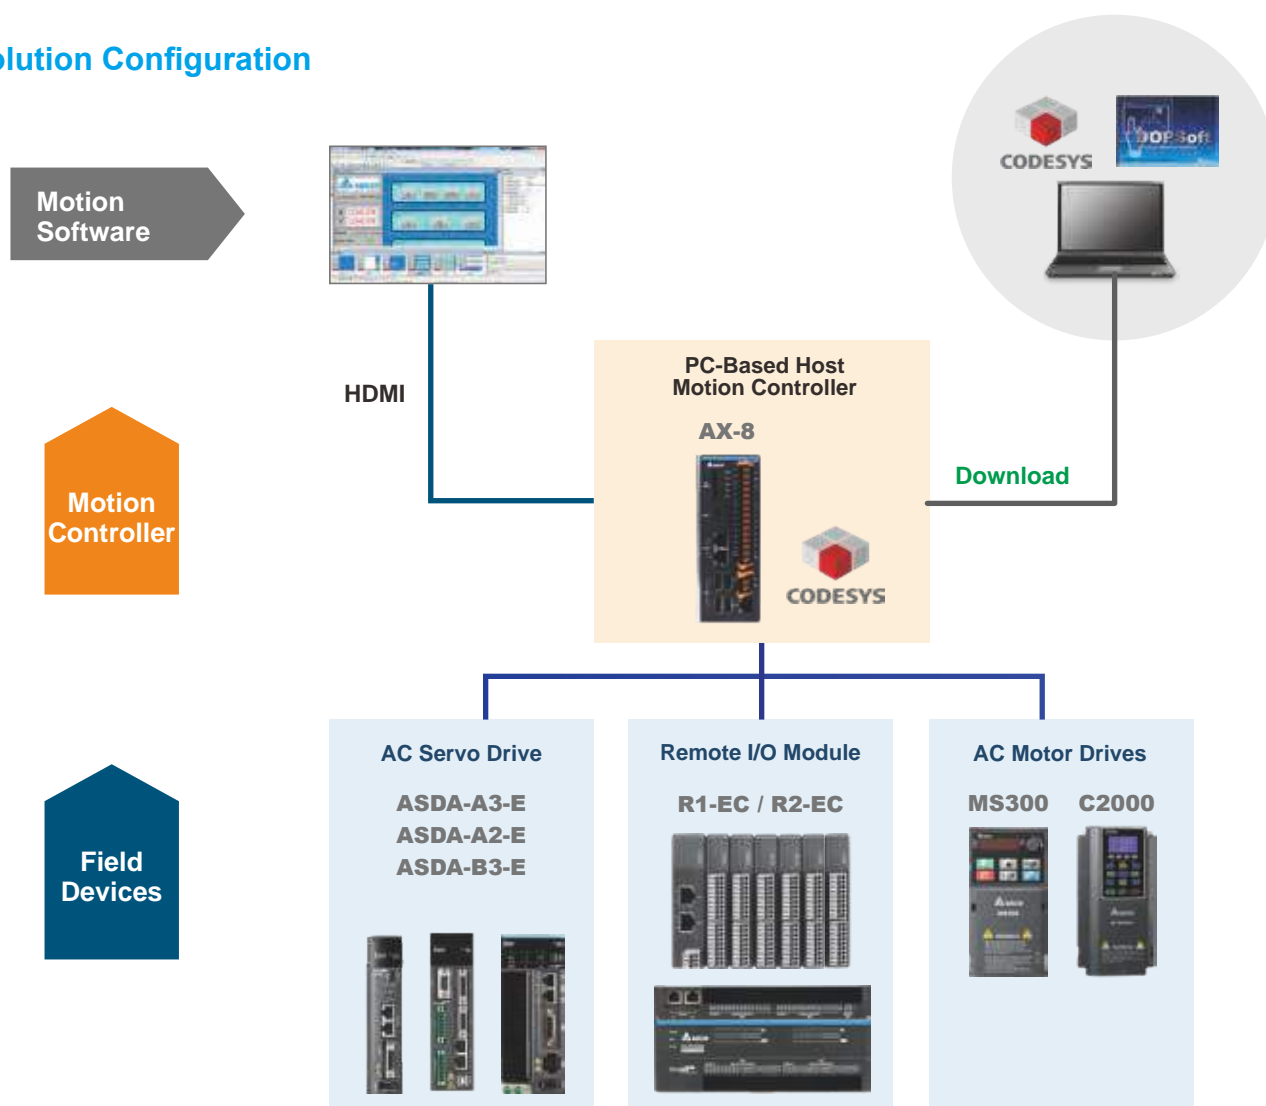 olution Configuration
CODESYS
DOPSoft
Motion
Software
PC-Based Host
Motion Controller
HDMI
AX-8
Download
Motion
Controller
CODESYS
AC Servo Drive
Remote I/O Module
AC Motor Drives
ASDA-A3-E
ASDA-A2-E
ASDA-B3-E
R1-EC / R2-EC
MS300
C2000
Field
Devices